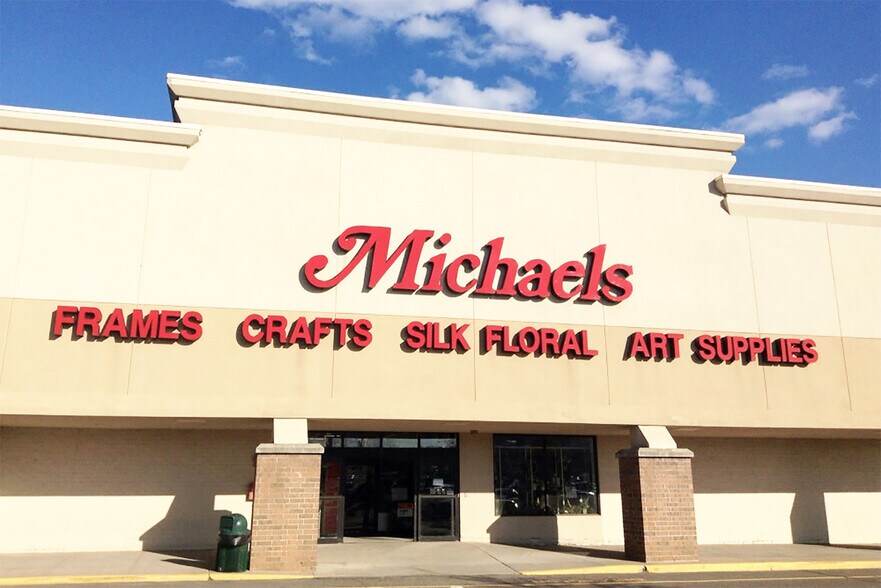 Michaels
FRAMES CRAFTS SILK FLORAL ART SUPPLIES